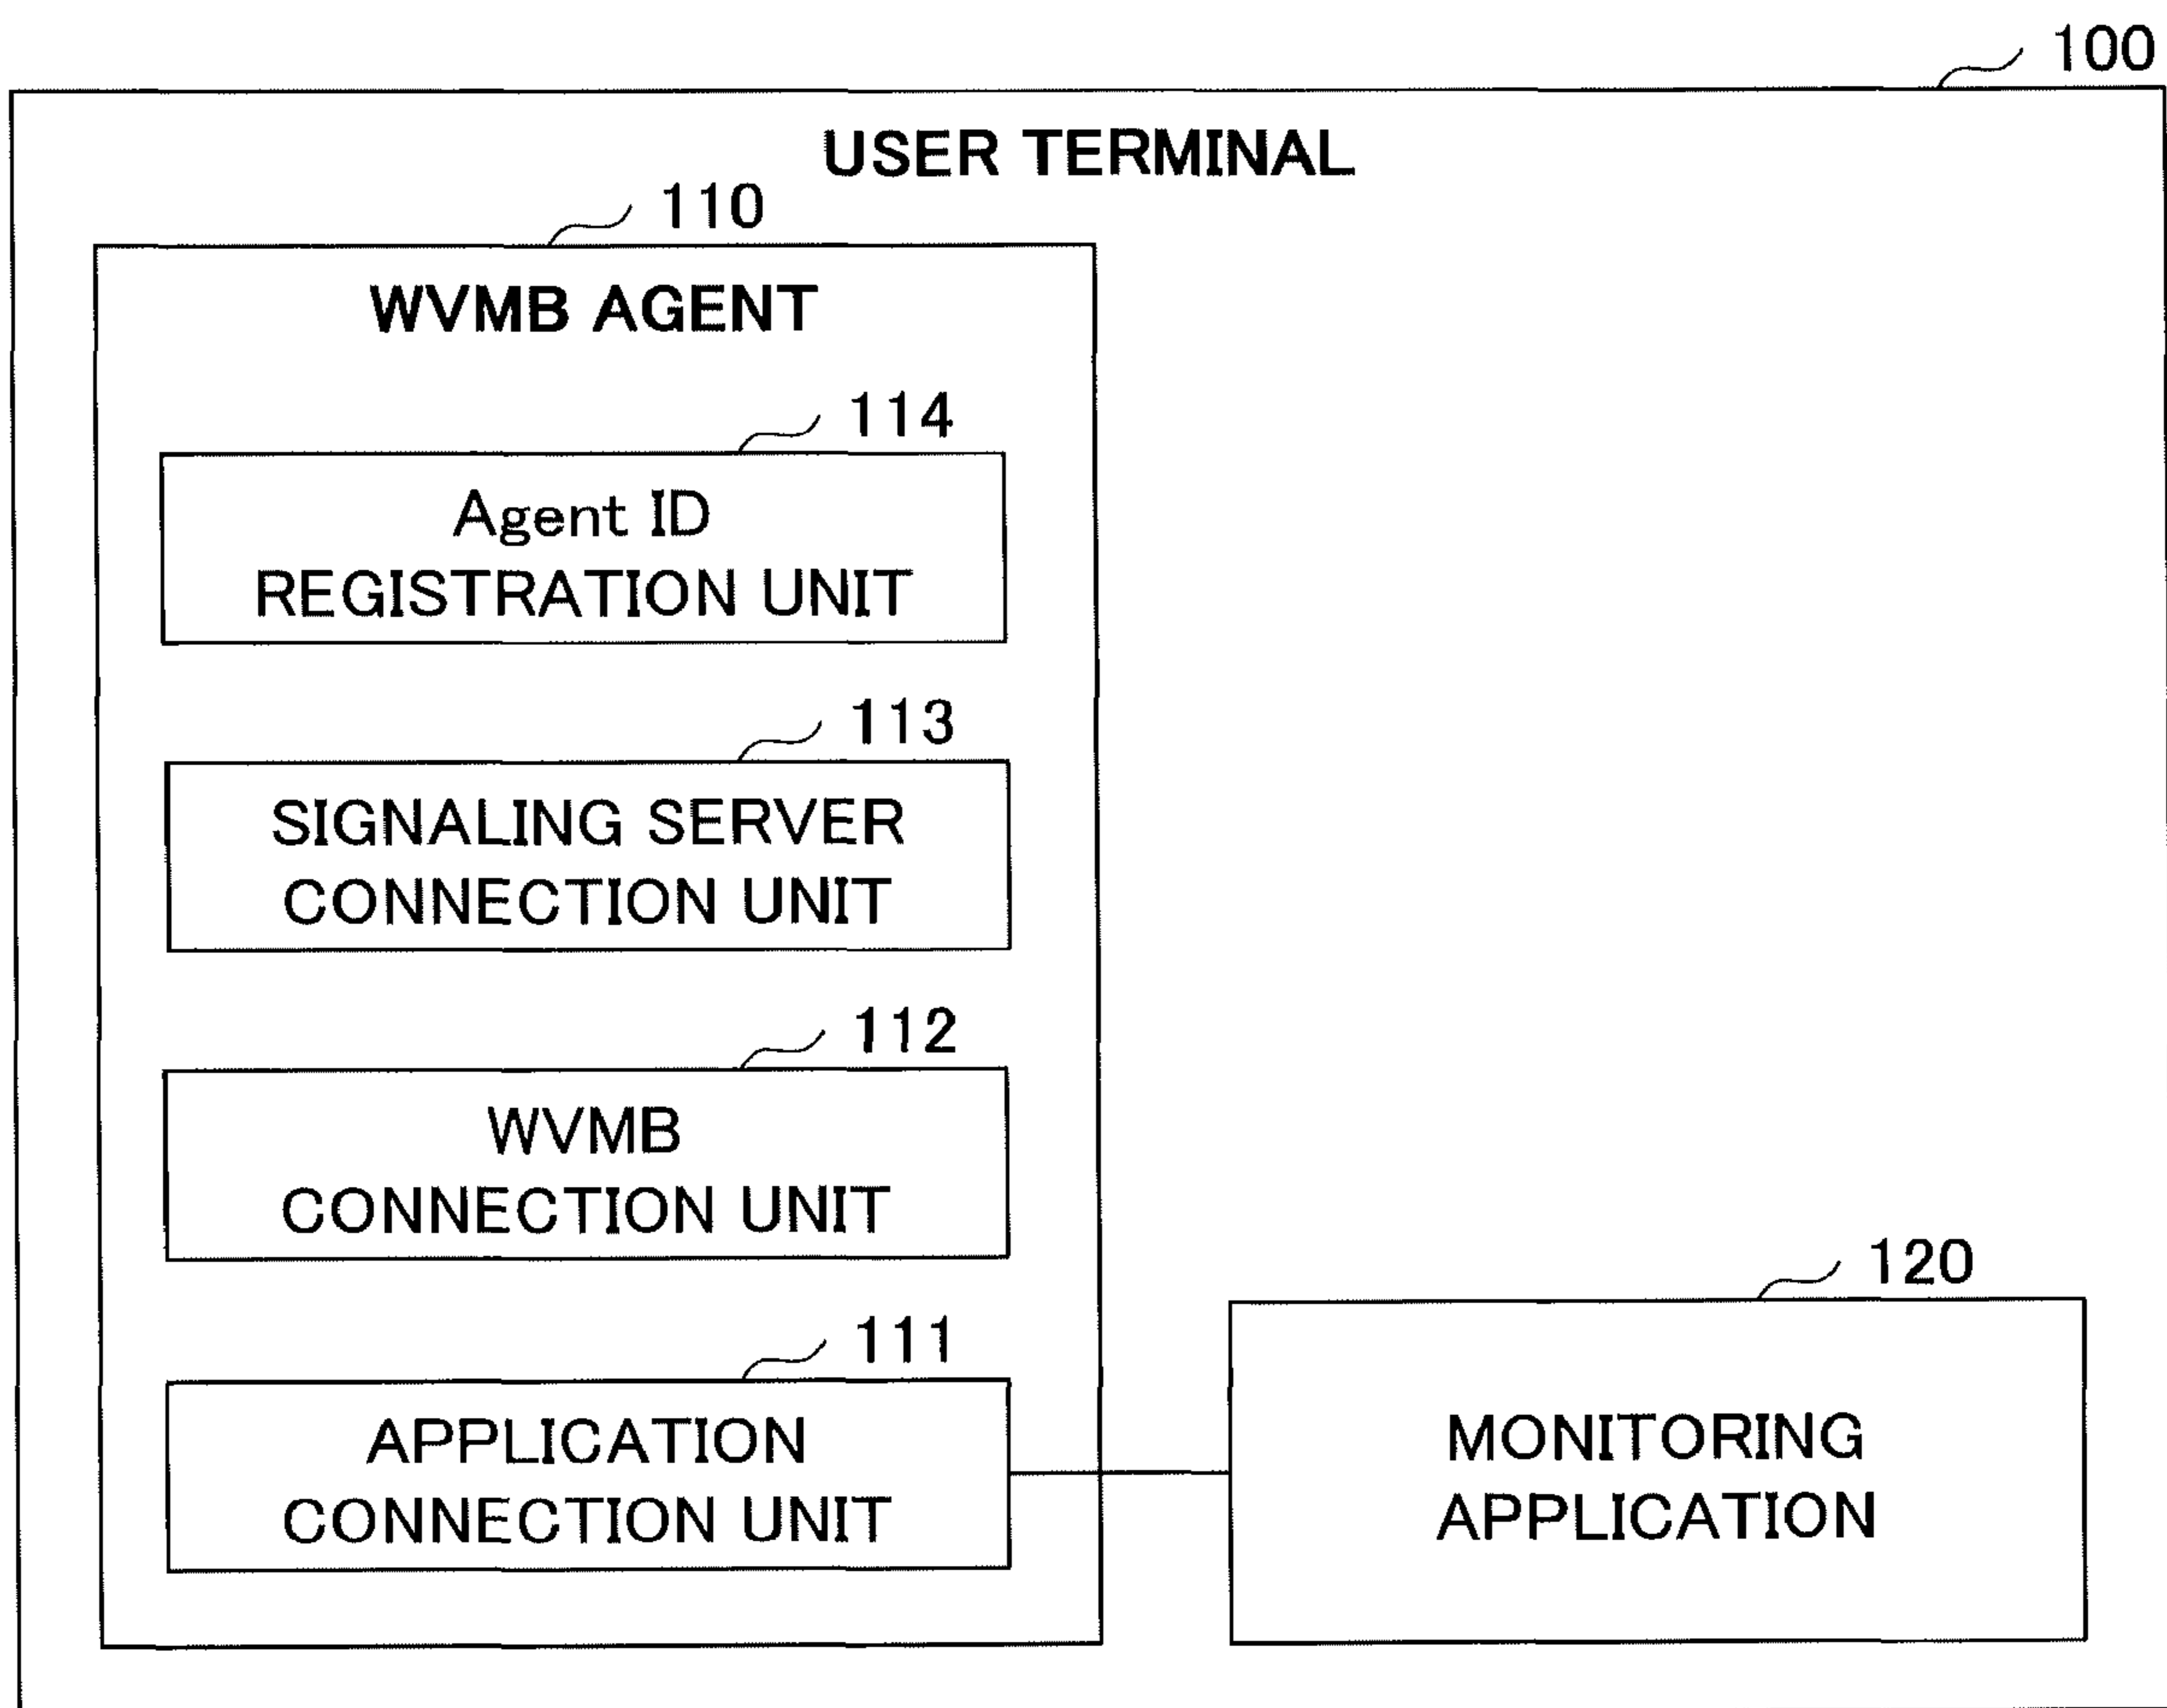 100
USER TERMINAL
110
WVMB AGENT
114
Agent ID
REGISTRATION UNIT
113
SIGNALING SERVER
CONNECTION UNIT
112
WVMB
CONNECTION UNIT
111
APPLICATION
CONNECTION UNIT
120
MONITORING
APPLICATION